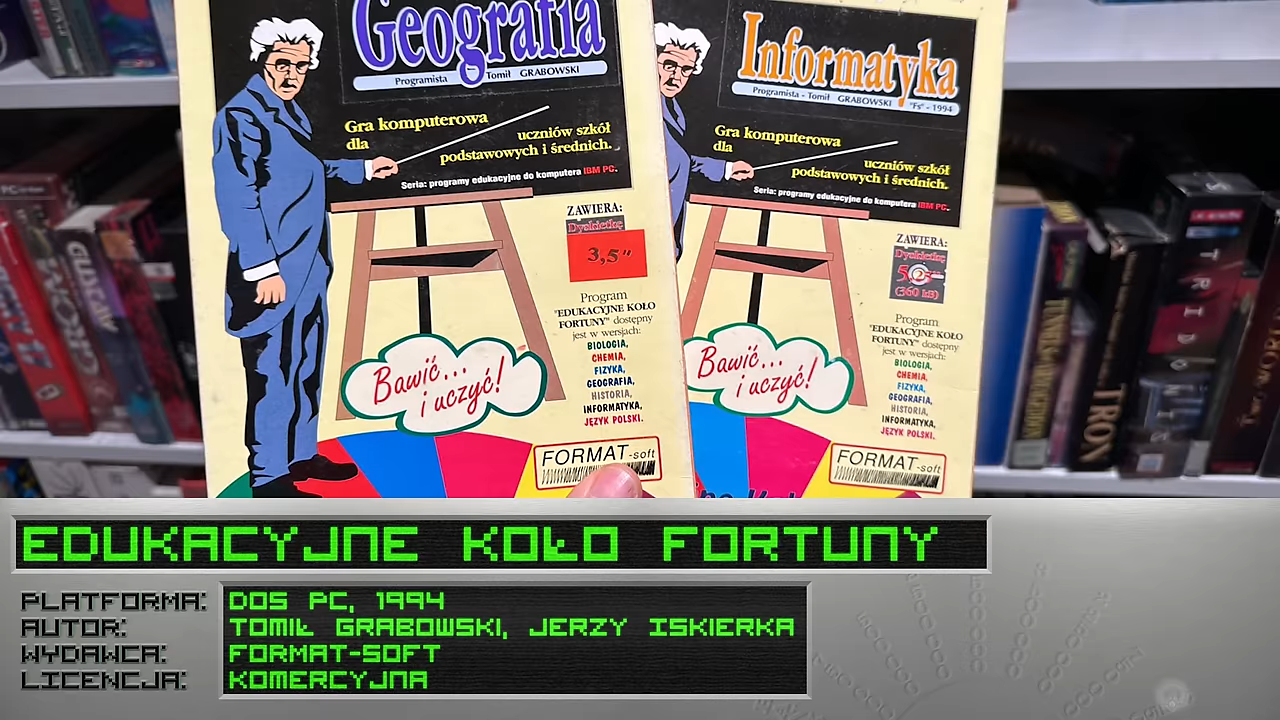 Geografia
Programista Tomił GRABOWSKI
Gra komputerowa
dla
uczniów szkół
podstawowych i średnich.
Seria: programy edukacyjne do komputera IBM PC.
ZAWIERA:
Dyskietkę
3,5"
Program
"EDUKACYJNE KOŁO
FORTUNY" dostępny
jest w wersjach:
BIOLOGIA,
CHEMIA,
FIZYKA,
GEOGRAFIA,
HISTORIA,
INFORMATYKA,
JĘZYK POLSKI.
Bawić...
i uczyć!
FORMAT-soft
Informatyka
Programista - Tomił GRABOWSKI "Fs" - 1994
Gra komputerowa
dla
uczniów szkół
podstawowych i średnich.
Seria: programy edukacyjne do komputera IBM PC.
ZAWIERA:
Dyskietkę
(360 kB)
Program
"EDUKACYJNE KOŁO
FORTUNY" dostępny
jest w wersjach:
BIOLOGIA,
CHEMIA,
FIZYKA,
GEOGRAFIA,
HISTORIA,
INFORMATYKA,
JĘZYK POLSKI.
Bawić...
i uczyć!
FORMAT-soft
TRON
EDUKACYJNE KOŁO FORTUNY
PLATFORMA: DOS PC, 1994
AUTOR: TOMIŁ GRABOWSKI, JERZY ISKIERKA
WYDAWCA: FORMAT-SOFT
LICENCJA: KOMERCYJNA